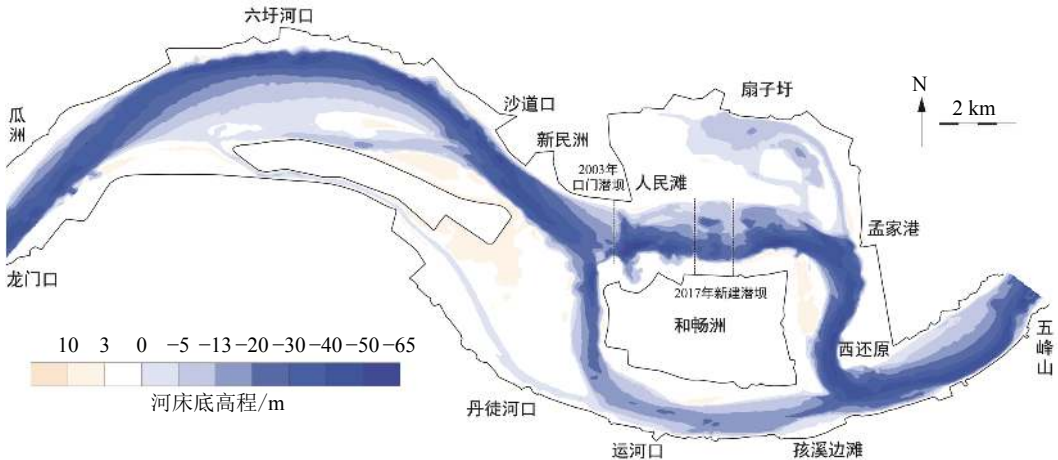 六圩河口
瓜
洲
沙道口
新民洲
扇子圩
N
2 km
2003年
口门潜坝
人民滩
孟家港
龙门口
2017年新建潜坝
和畅洲
西还原
五
峰
山
10 3 0 −5 −13 −20 −30 −40 −50 −65
河床底高程/m
丹徒河口
运河口
孩溪边滩